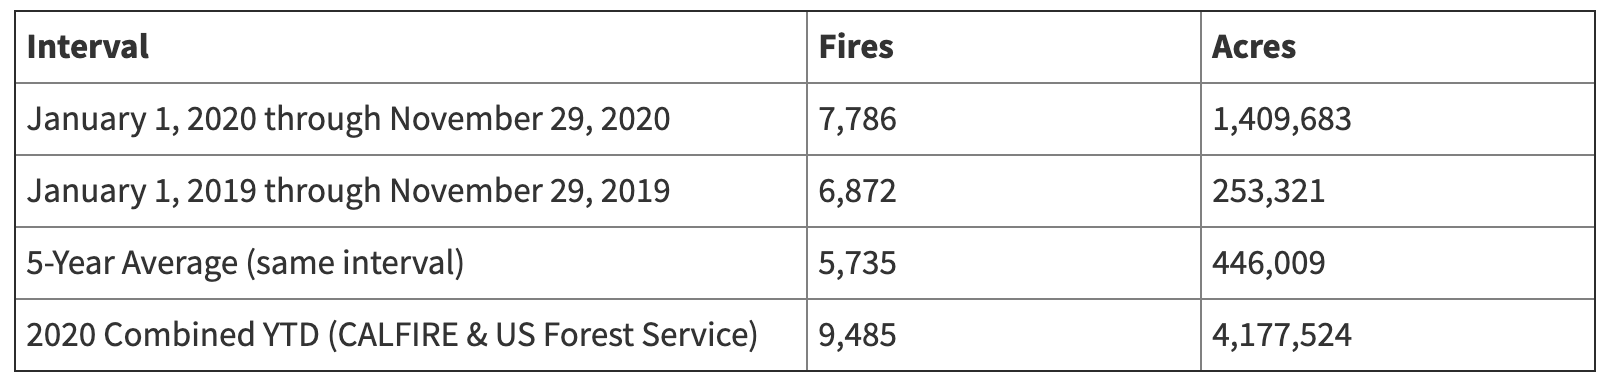 Interval Fires Acres
January 1, 2020 through November 29, 2020 7,786 1,409,683
January 1, 2019 through November 29, 2019 6,872 253,321
5-Year Average (same interval) 5,735 446,009
2020 Combined YTD (CALFIRE & US Forest Service) 9,485 4,177,524